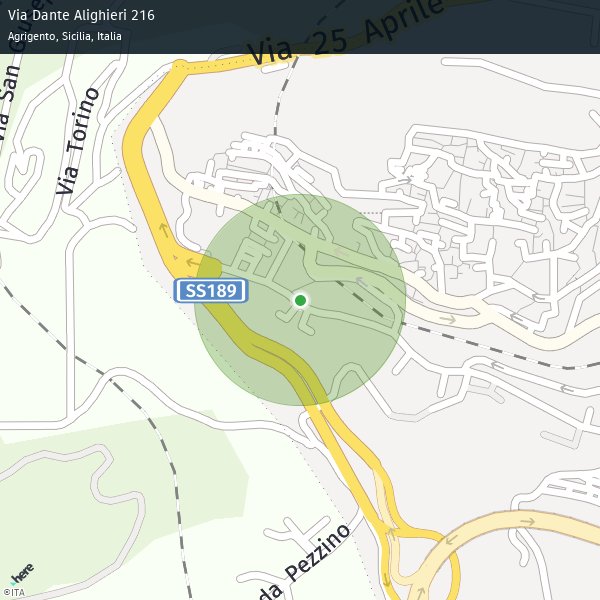 Via Dante Alighieri 216
Agrigento, Sicilia, Italia
Via 25 Aprile
Via San
Via Torino
SS189
da Pezzino
here
©ITA